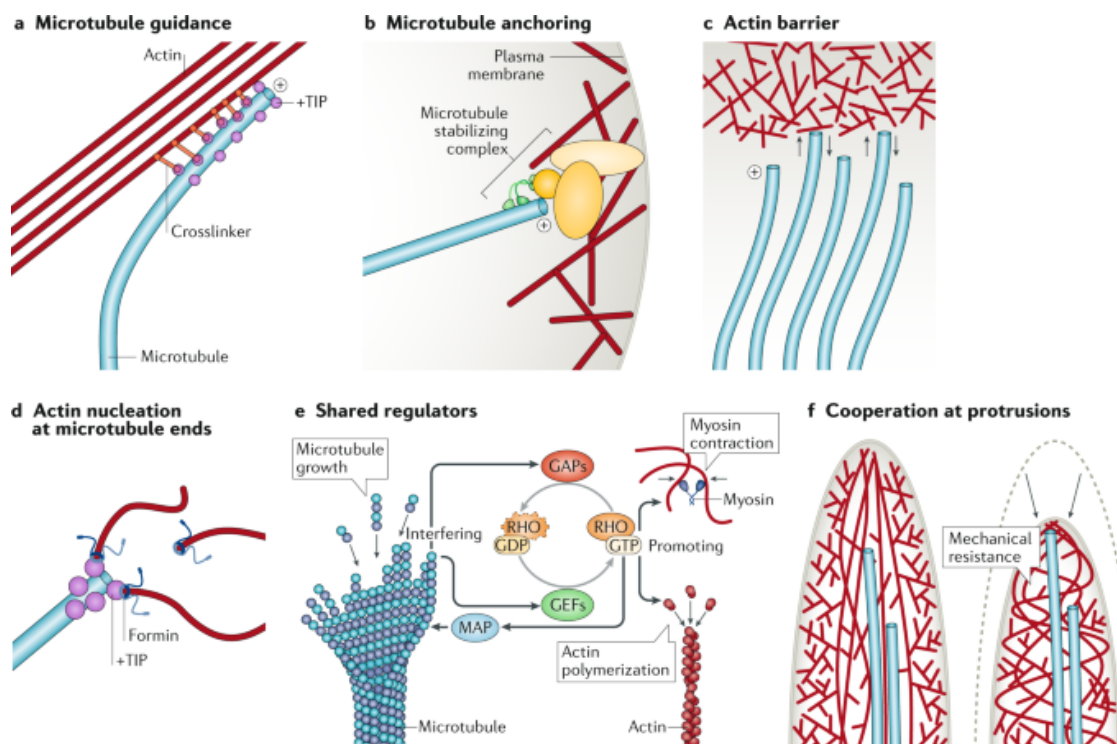 a Microtubule guidance
Actin
+
+TIP
Crosslinker
Microtubule
b Microtubule anchoring
Plasma
membrane
Microtubule
stabilizing
complex
+
c Actin barrier
+
d Actin nucleation
at microtubule ends
Formin
+TIP
e Shared regulators
Microtubule
growth
Interfering
GAPs
RHO
GDP
RHO
GTP
Promoting
GEFs
MAP
Myosin
contraction
Myosin
Actin
polymerization
Microtubule
Actin
f Cooperation at protrusions
Mechanical
resistance